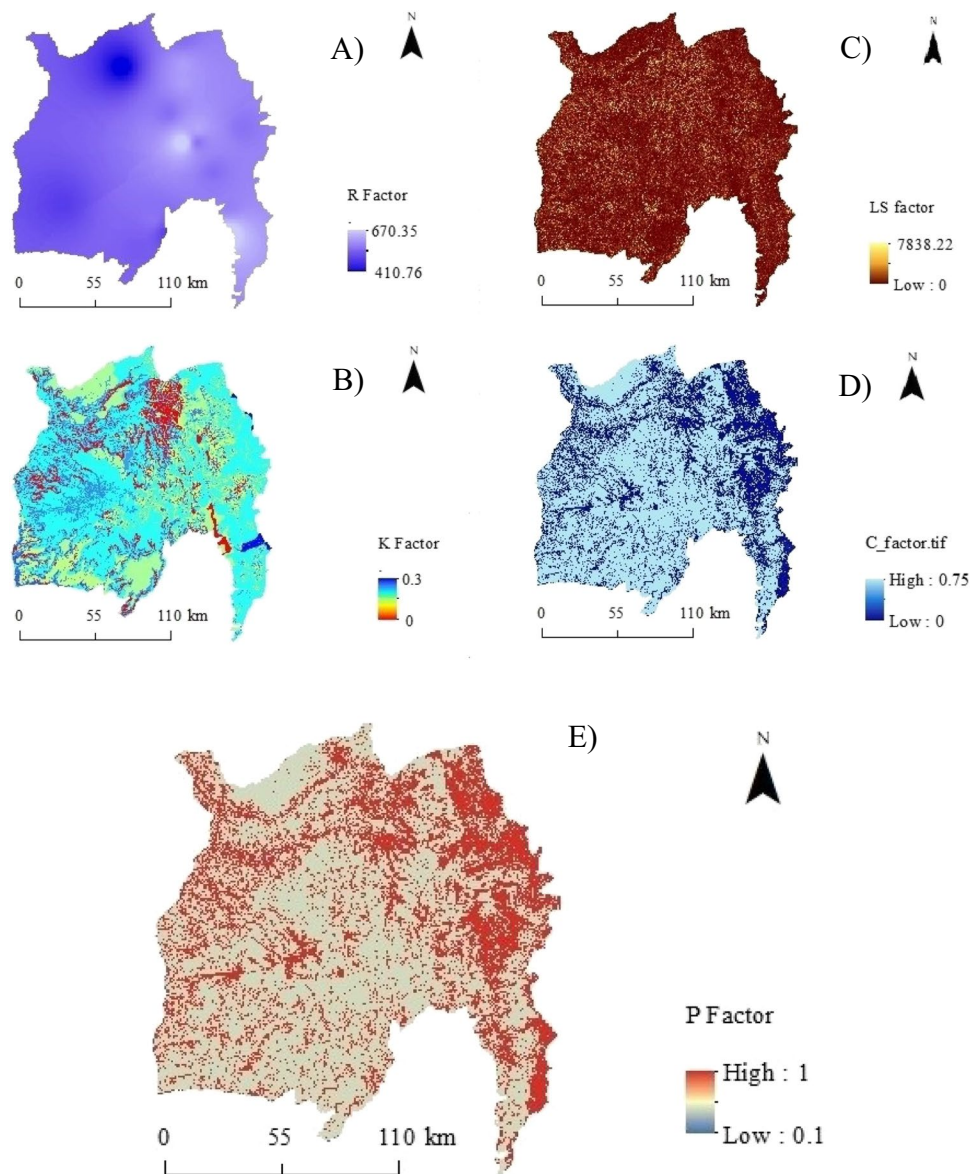 A)
N
R Factor
670.35
410.76
0 55 110 km
C)
N
LS factor
7838.22
Low : 0
0 55 110 km
B)
N
K Factor
0.3
0
0 55 110 km
D)
N
C_factor.tif
High : 0.75
Low : 0
0 55 110 km
E)
N
P Factor
High : 1
Low : 0.1
0 55 110 km